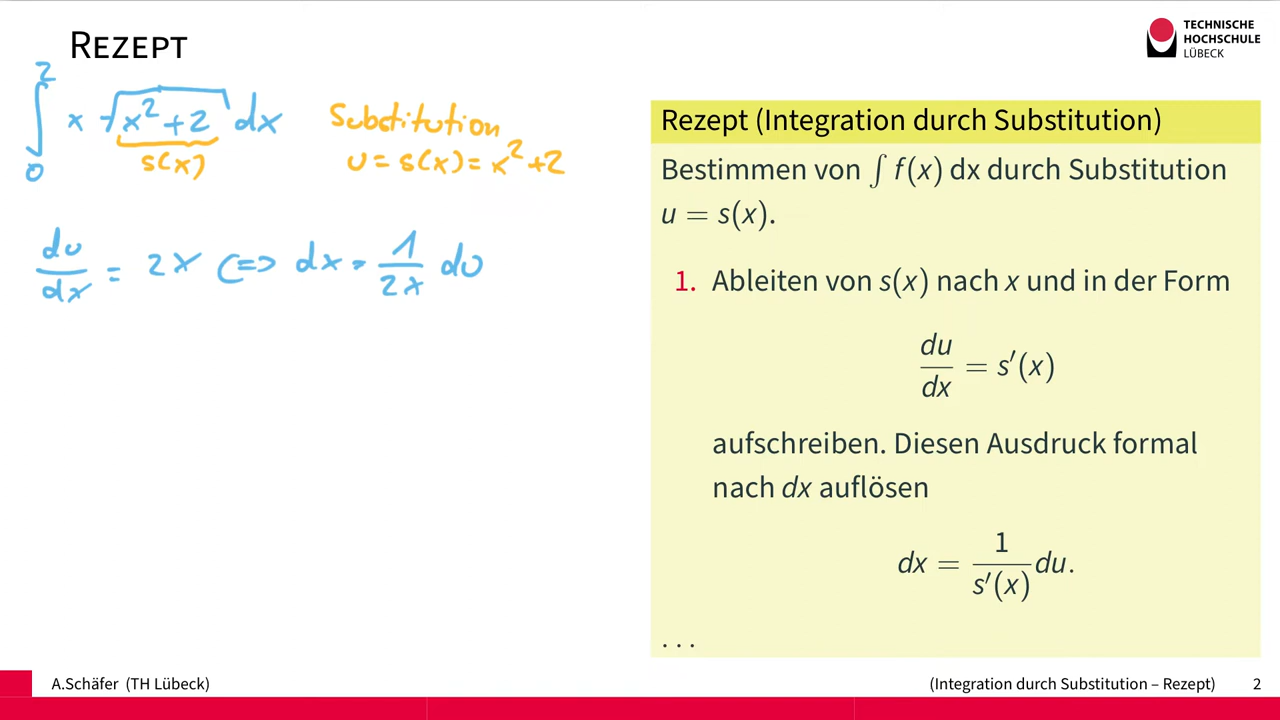 REZEPT
TECHNISCHE
HOCHSCHULE
LÜBECK
∫₀² x √(x²+2) dx
s(x)
Substitution
u = s(x) = x²+2
du/dx = 2x ⇔ dx = 1/2x du
Rezept (Integration durch Substitution)
Bestimmen von ∫ f(x) dx durch Substitution
u = s(x).
1. Ableiten von s(x) nach x und in der Form
du/dx = s′(x)
aufschreiben. Diesen Ausdruck formal
nach dx auflösen
dx = 1/s′(x) du.
...
A.Schäfer (TH Lübeck)
(Integration durch Substitution – Rezept)
2